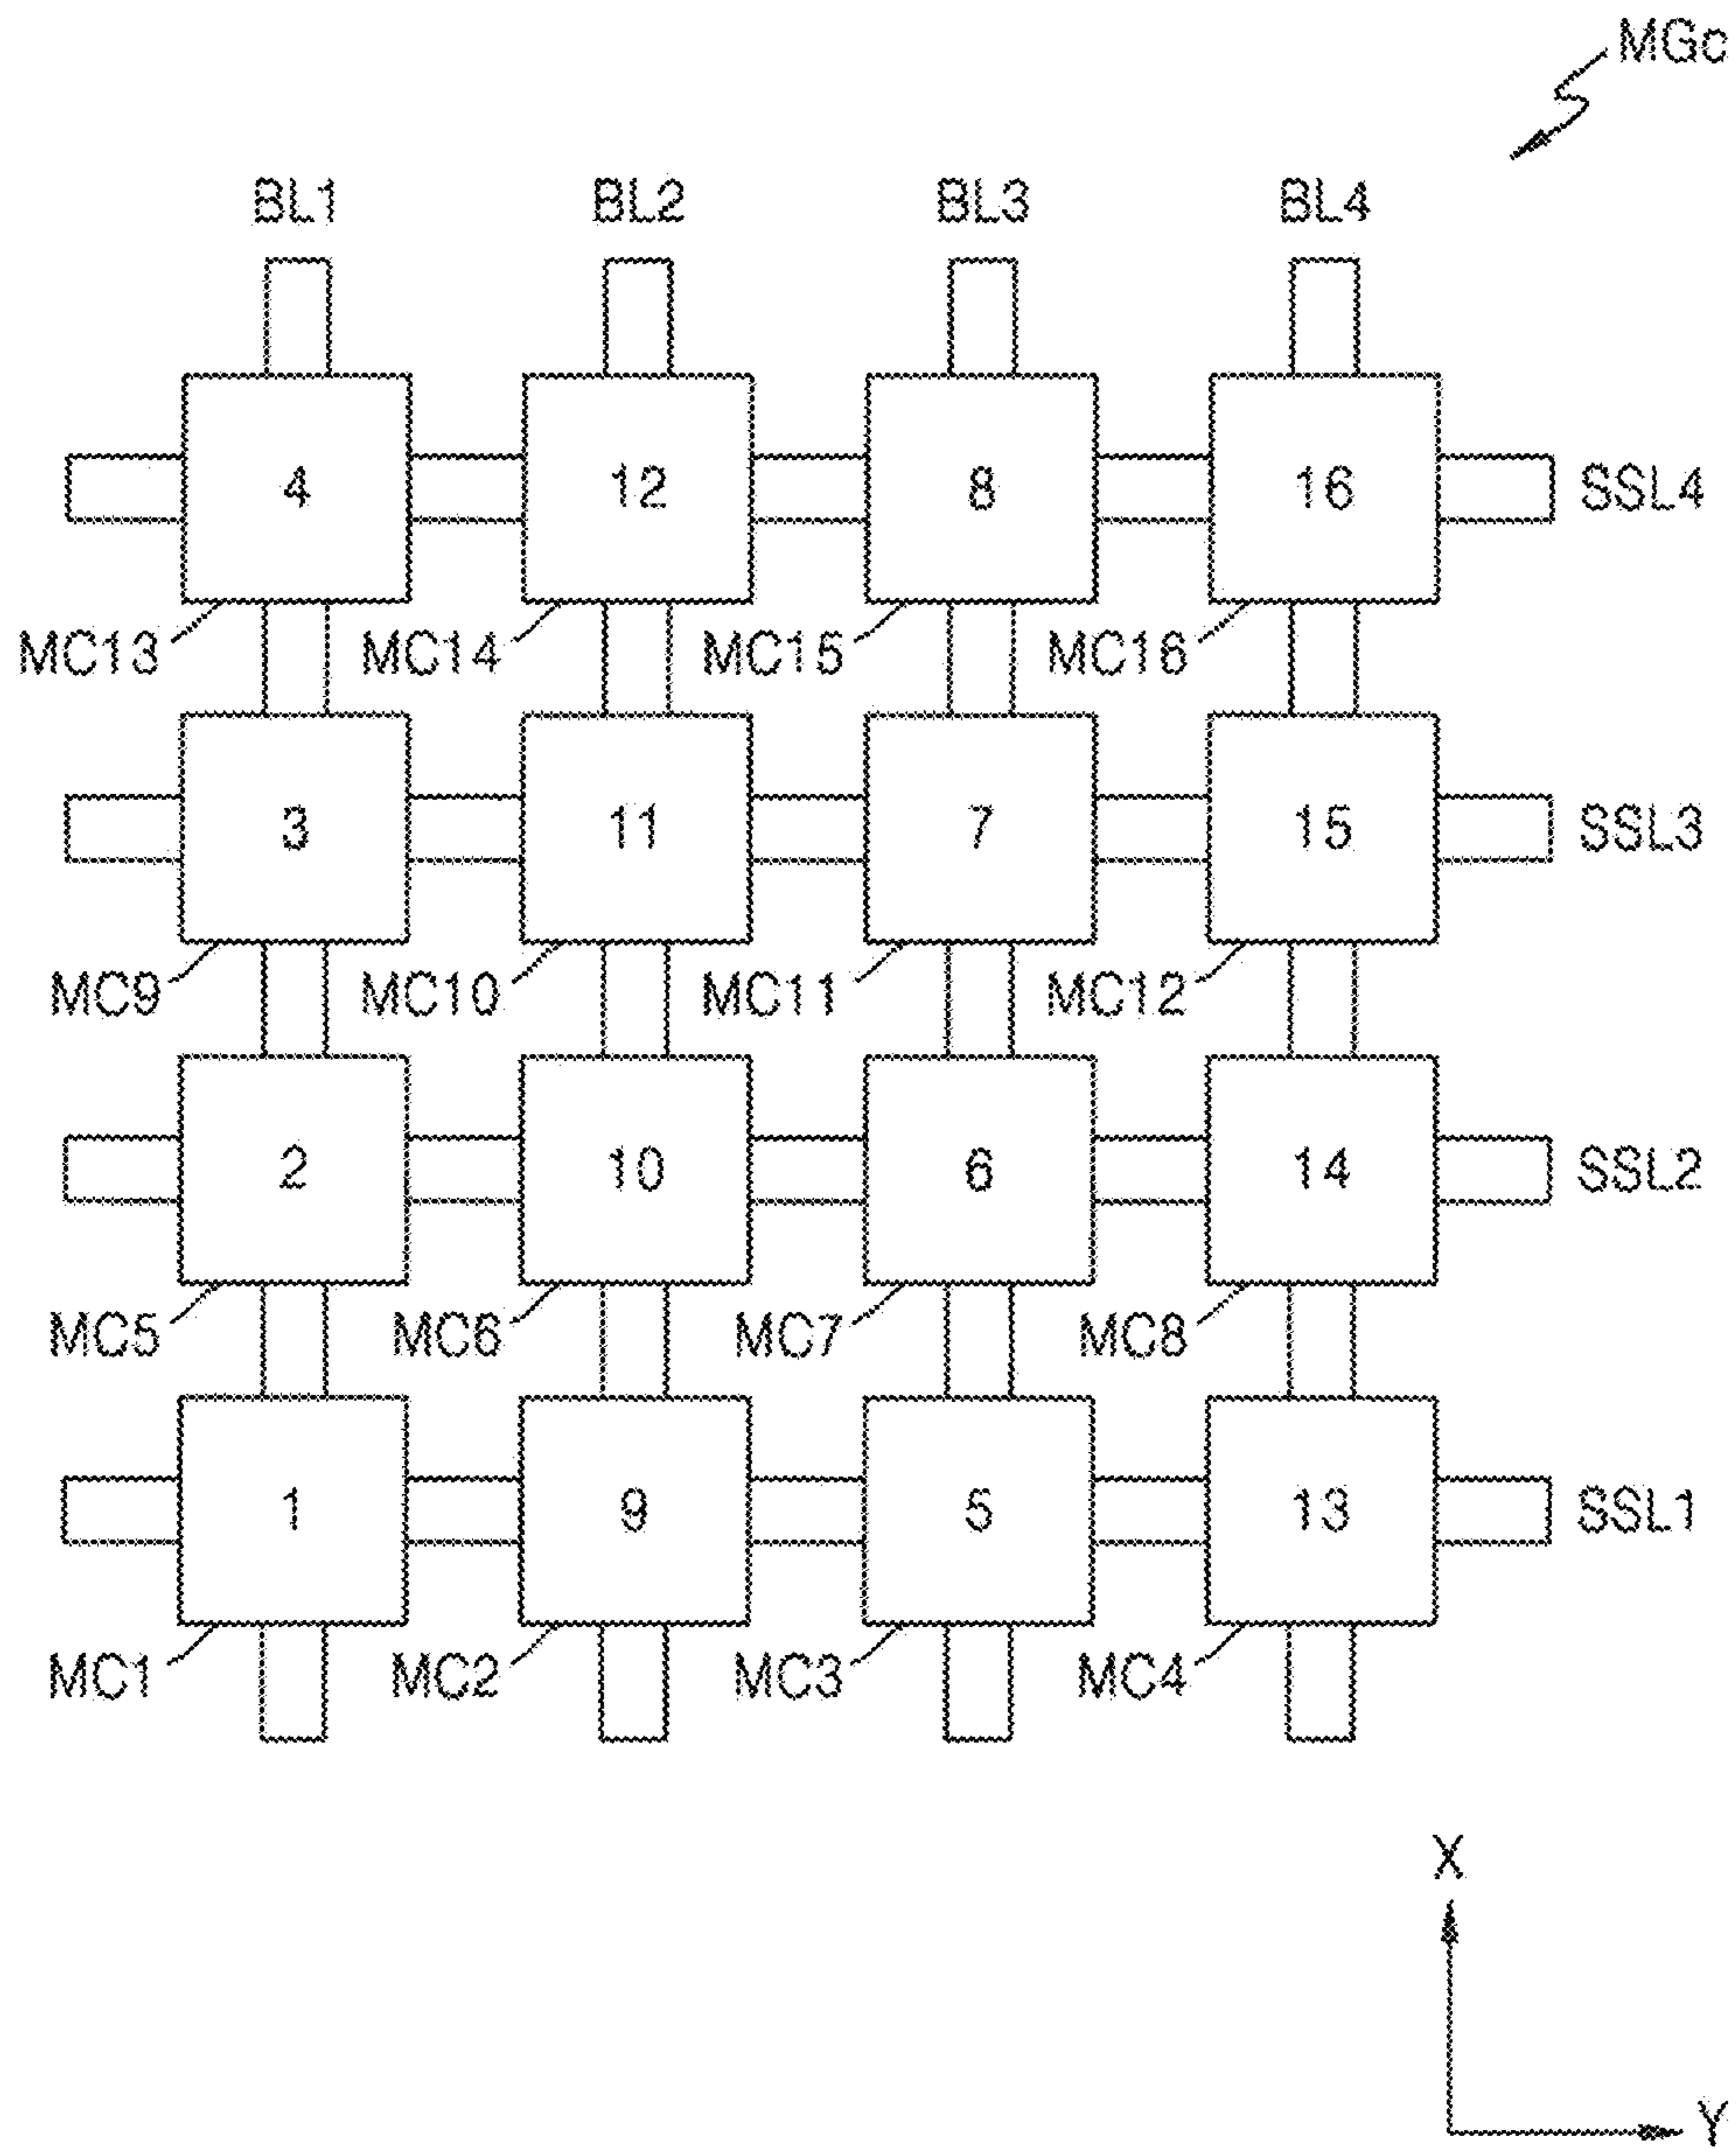 MGc
BL1 BL2 BL3 BL4
4 12 8 16 SSL4
MC13 MC14 MC15 MC16
3 11 7 15 SSL3
MC9 MC10 MC11 MC12
2 10 6 14 SSL2
MC5 MC6 MC7 MC8
1 9 5 13 SSL1
MC1 MC2 MC3 MC4
X
Y